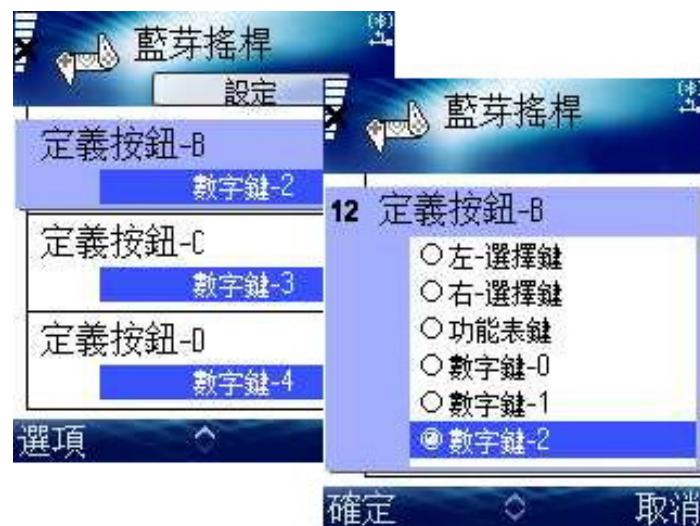 藍芽搖桿
設定
定義按鈕-B
數字鍵-2
定義按鈕-C
數字鍵-3
定義按鈕-D
數字鍵-4
選項
藍芽搖桿
12 定義按鈕-B
左-選擇鍵
右-選擇鍵
功能表鍵
數字鍵-0
數字鍵-1
數字鍵-2
確定 取消